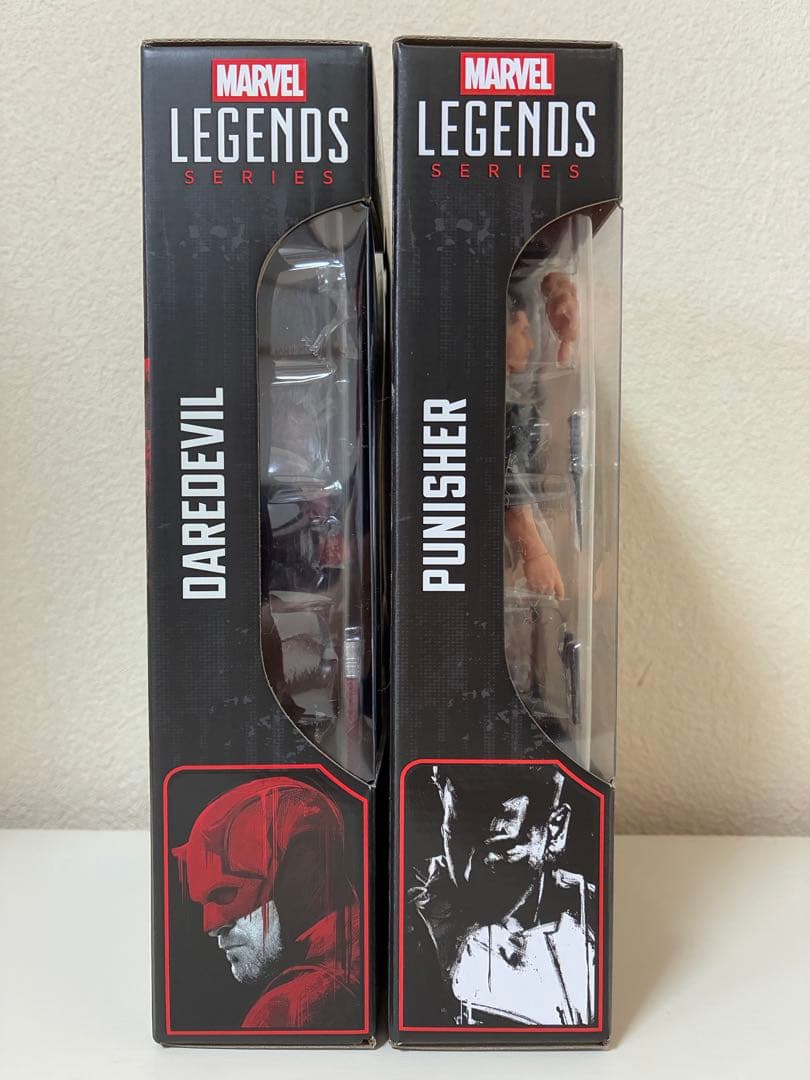 MARVEL
LEGENDS
SERIES
DAREDEVIL
MARVEL
LEGENDS
SERIES
PUNISHER